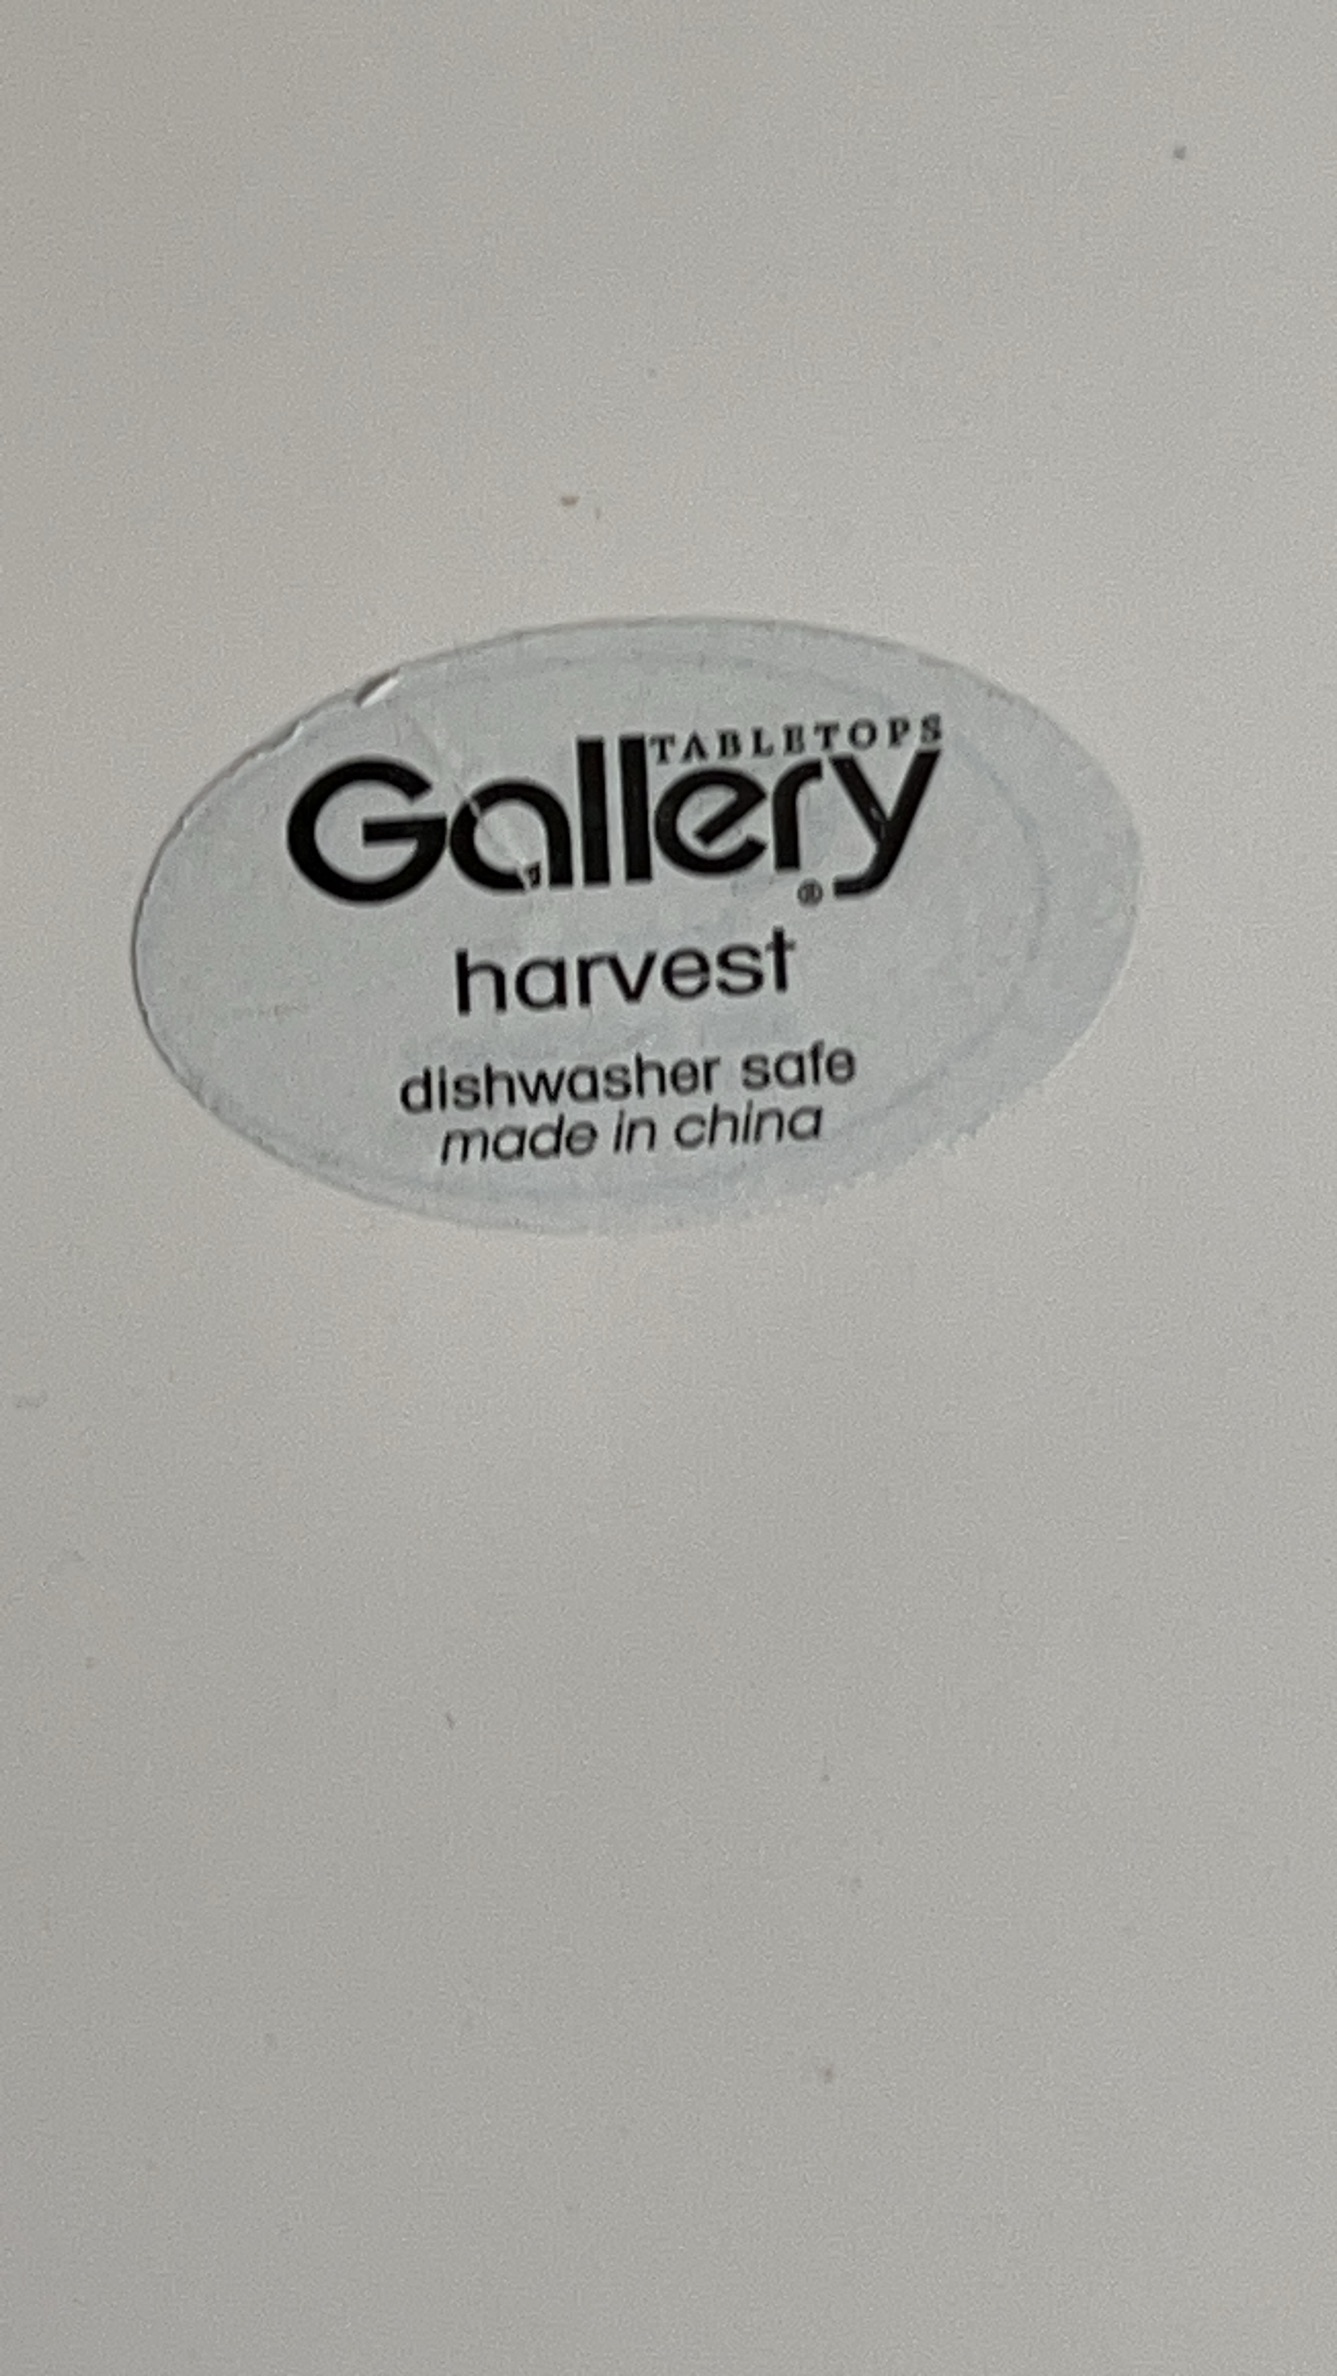 TABLETOPS
Gallery®
harvest
dishwasher safe
made in china